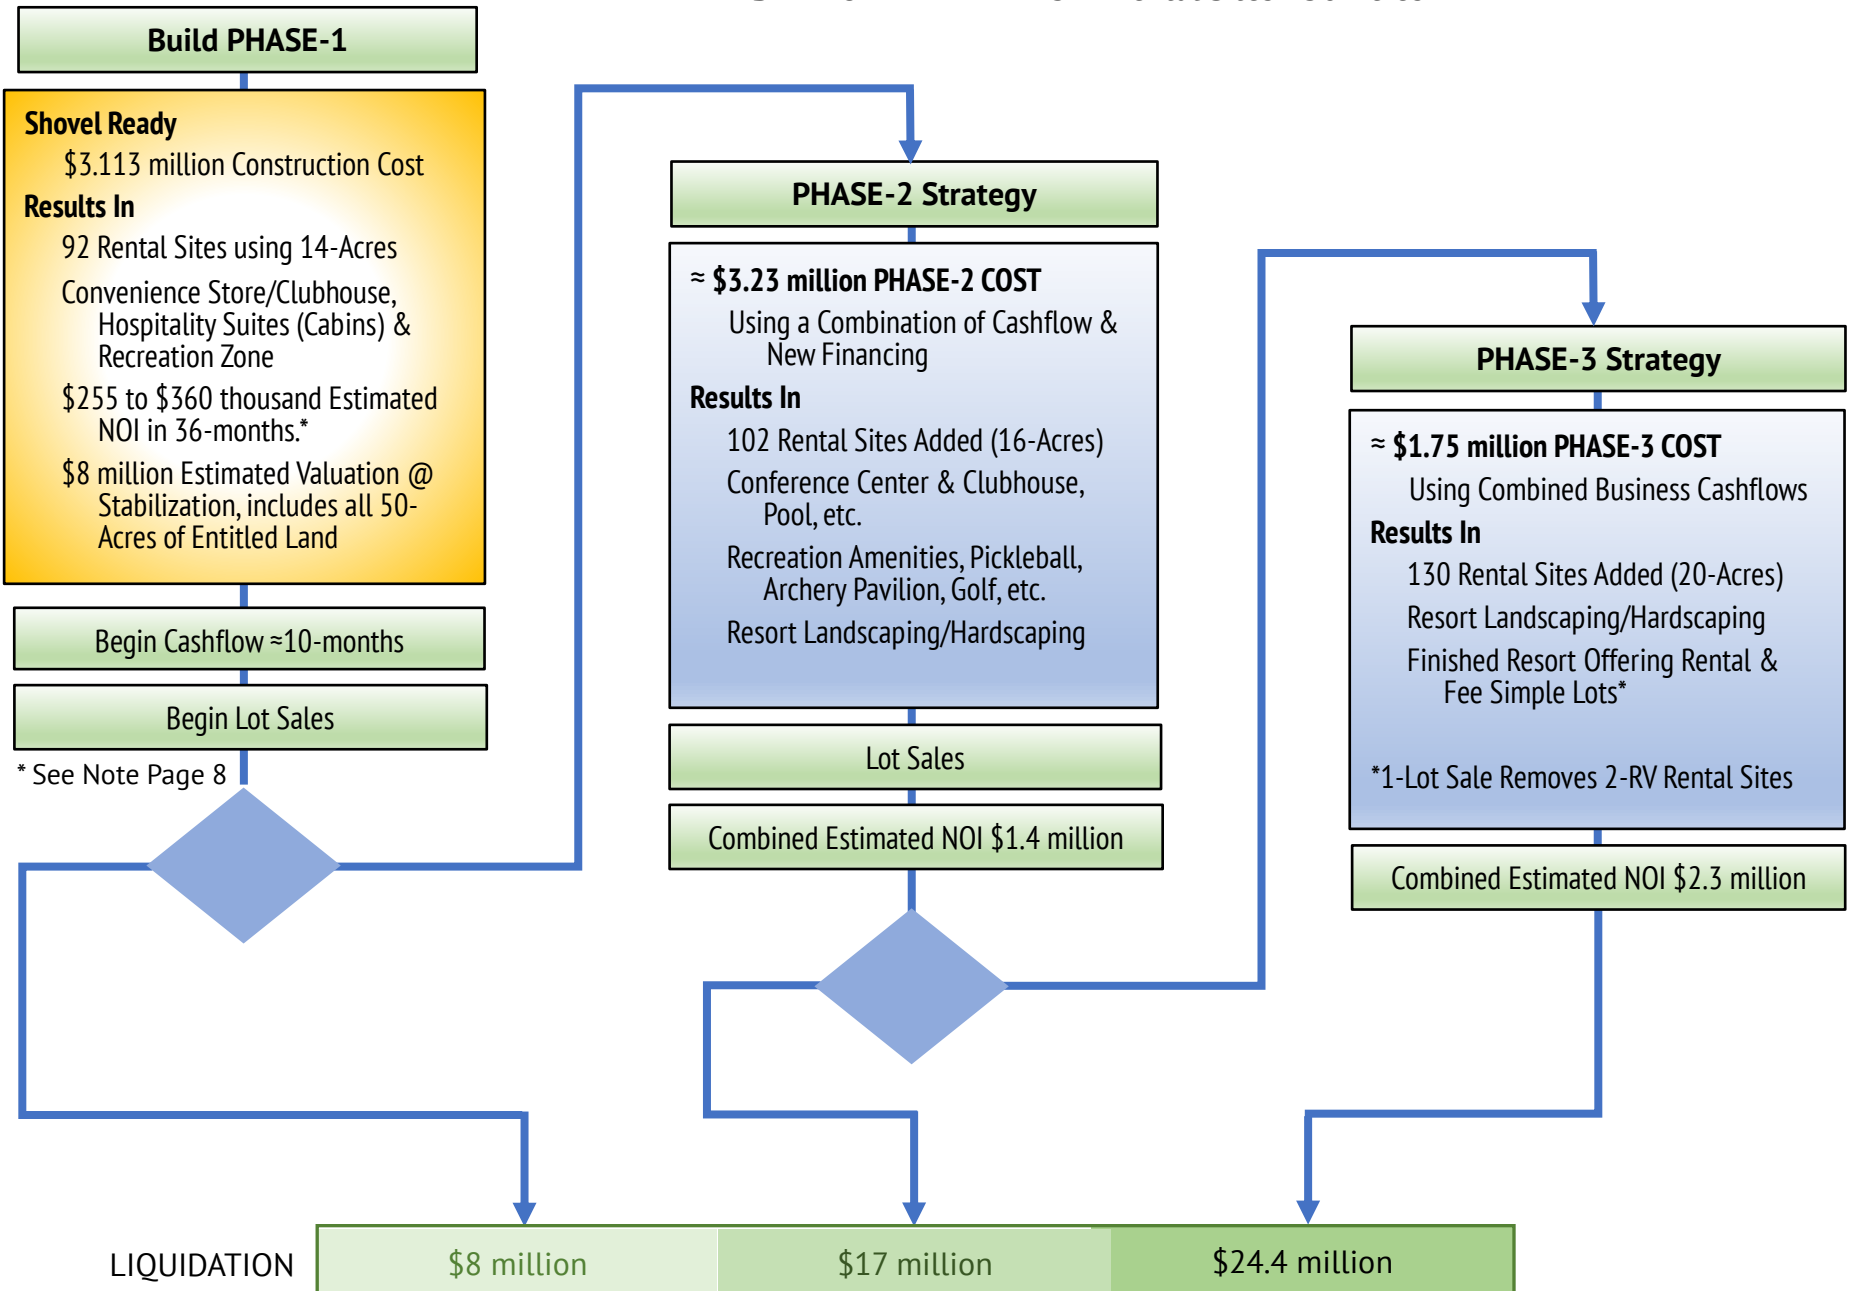 Build PHASE-1
Shovel Ready
$3.113 million Construction Cost
Results In
92 Rental Sites using 14-Acres
Convenience Store/Clubhouse,
Hospitality Suites (Cabins) &
Recreation Zone
$255 to $360 thousand Estimated
NOI in 36-months.*
$8 million Estimated Valuation @
Stabilization, includes all 50-
Acres of Entitled Land
Begin Cashflow ≈10-months
Begin Lot Sales
* See Note Page 8
PHASE-2 Strategy
≈ $3.23 million PHASE-2 COST
Using a Combination of Cashflow &
New Financing
Results In
102 Rental Sites Added (16-Acres)
Conference Center & Clubhouse,
Pool, etc.
Recreation Amenities, Pickleball,
Archery Pavilion, Golf, etc.
Resort Landscaping/Hardscaping
Lot Sales
Combined Estimated NOI $1.4 million
PHASE-3 Strategy
≈ $1.75 million PHASE-3 COST
Using Combined Business Cashflows
Results In
130 Rental Sites Added (20-Acres)
Resort Landscaping/Hardscaping
Finished Resort Offering Rental &
Fee Simple Lots*
*1-Lot Sale Removes 2-RV Rental Sites
Combined Estimated NOI $2.3 million
LIQUIDATION
$8 million
$17 million
$24.4 million